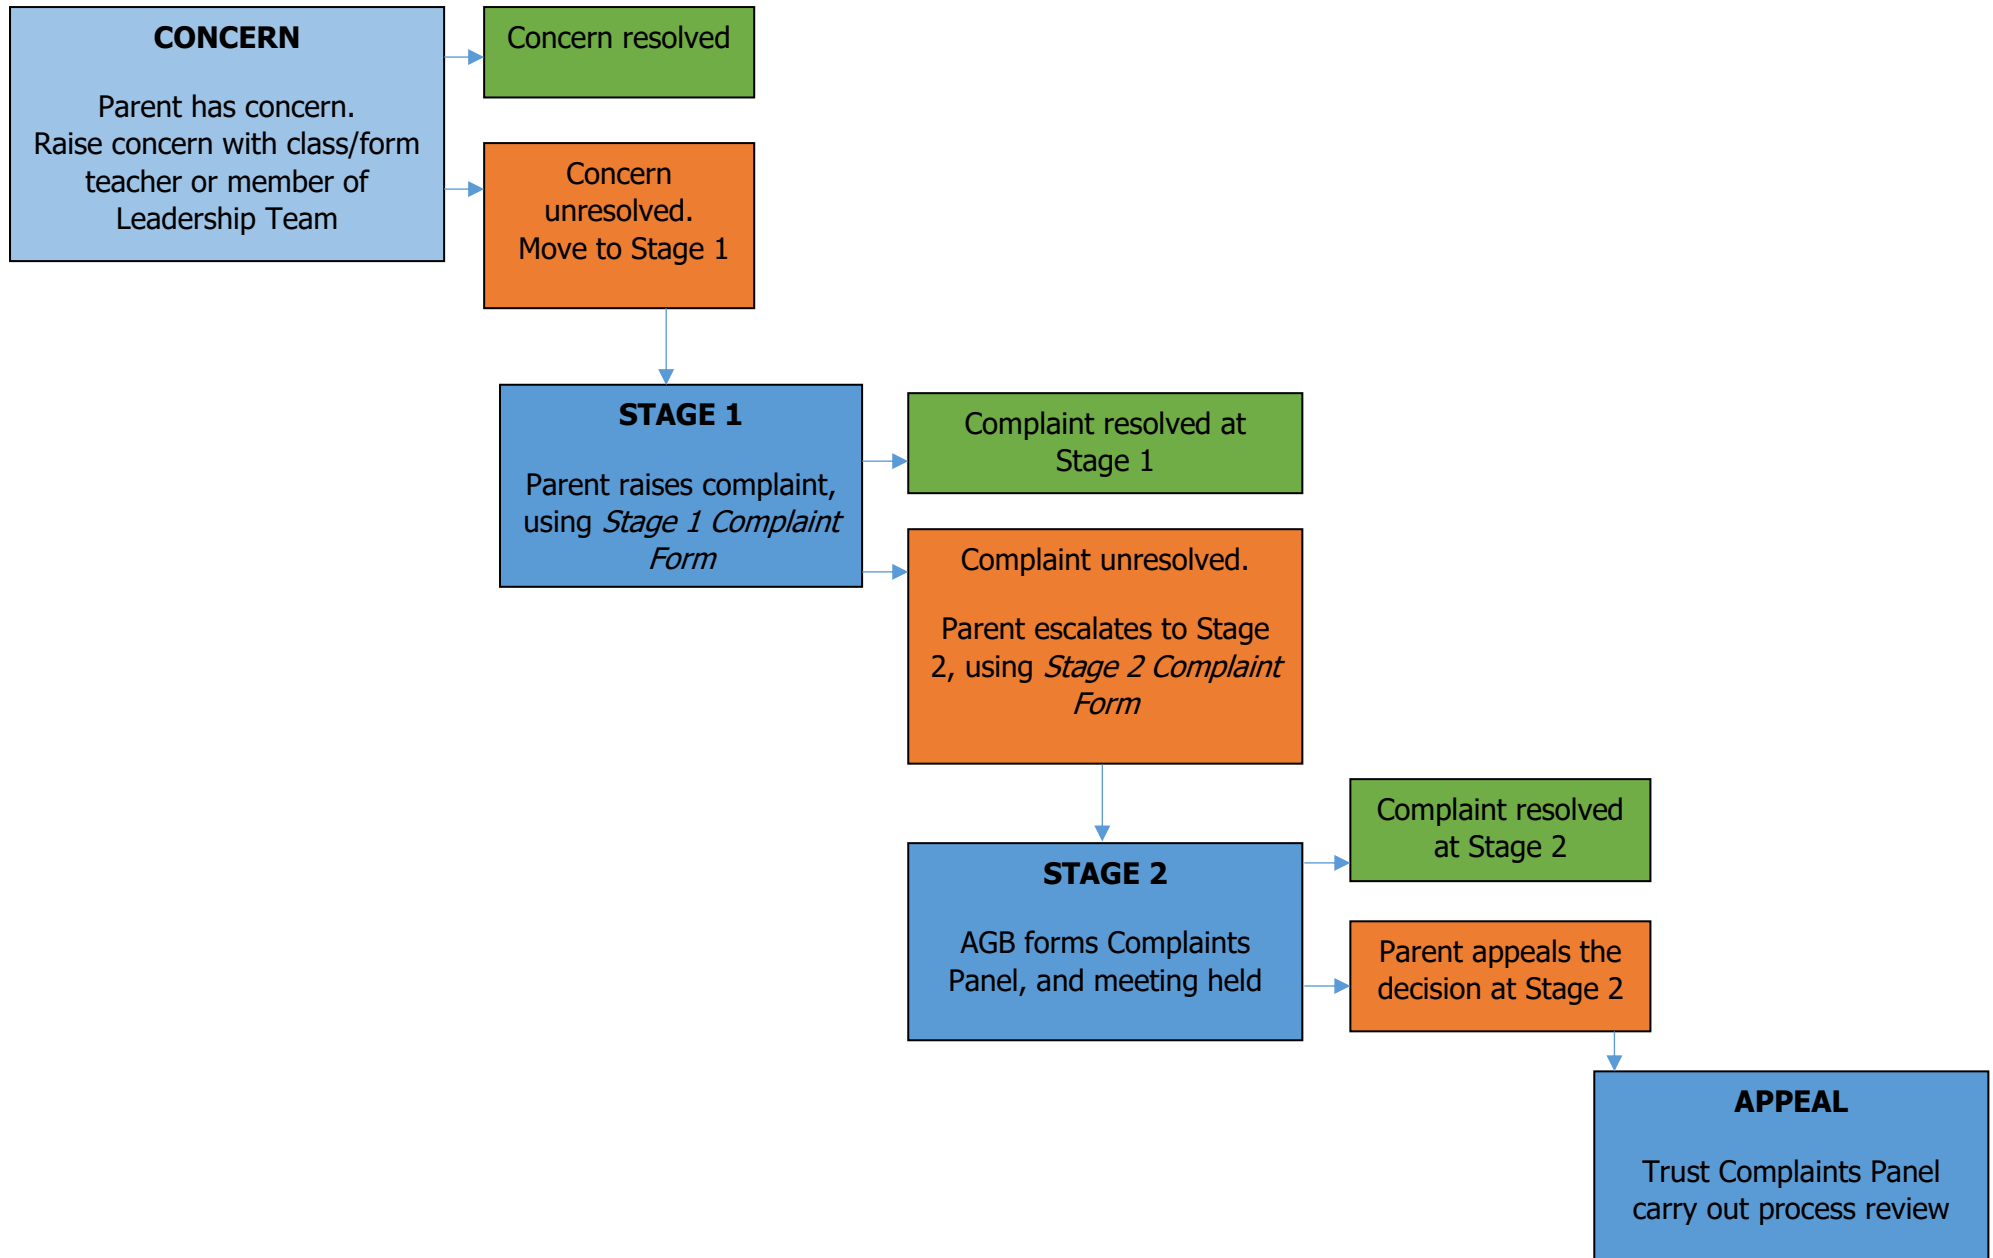 CONCERN
Parent has concern.
Raise concern with class/form
teacher or member of
Leadership Team
Concern resolved
Concern
unresolved.
Move to Stage 1
STAGE 1
Parent raises complaint,
using Stage 1 Complaint
Form
Complaint resolved at
Stage 1
Complaint unresolved.
Parent escalates to Stage
2, using Stage 2 Complaint
Form
STAGE 2
AGB forms Complaints
Panel, and meeting held
Complaint resolved
at Stage 2
Parent appeals the
decision at Stage 2
APPEAL
Trust Complaints Panel
carry out process review